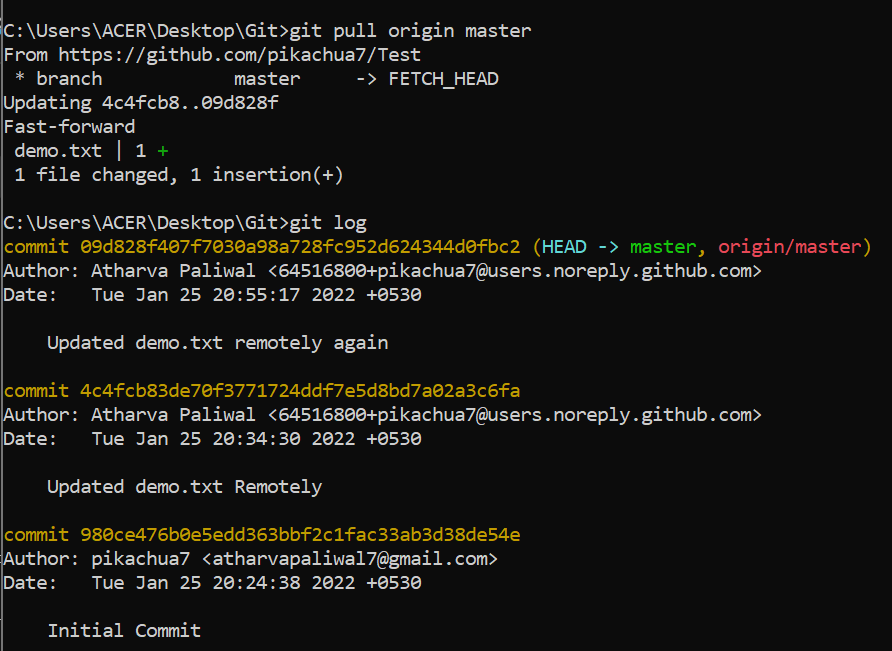 C:\Users\ACER\Desktop\Git>git pull origin master
From https://github.com/pikachua7/Test
 * branch            master     -> FETCH_HEAD
Updating 4c4fcb8..09d828f
Fast-forward
 demo.txt | 1 +
 1 file changed, 1 insertion(+)
C:\Users\ACER\Desktop\Git>git log
commit 09d828f407f7030a98a728fc952d624344d0fbc2 (HEAD -> master, origin/master)
Author: Atharva Paliwal <64516800+pikachua7@users.noreply.github.com>
Date:   Tue Jan 25 20:55:17 2022 +0530
    Updated demo.txt remotely again
commit 4c4fcb83de70f3771724ddf7e5d8bd7a02a3c6fa
Author: Atharva Paliwal <64516800+pikachua7@users.noreply.github.com>
Date:   Tue Jan 25 20:34:30 2022 +0530
    Updated demo.txt Remotely
commit 980ce476b0e5edd363bbf2c1fac33ab3d38de54e
Author: pikachua7 <atharvapaliwal7@gmail.com>
Date:   Tue Jan 25 20:24:38 2022 +0530
    Initial Commit